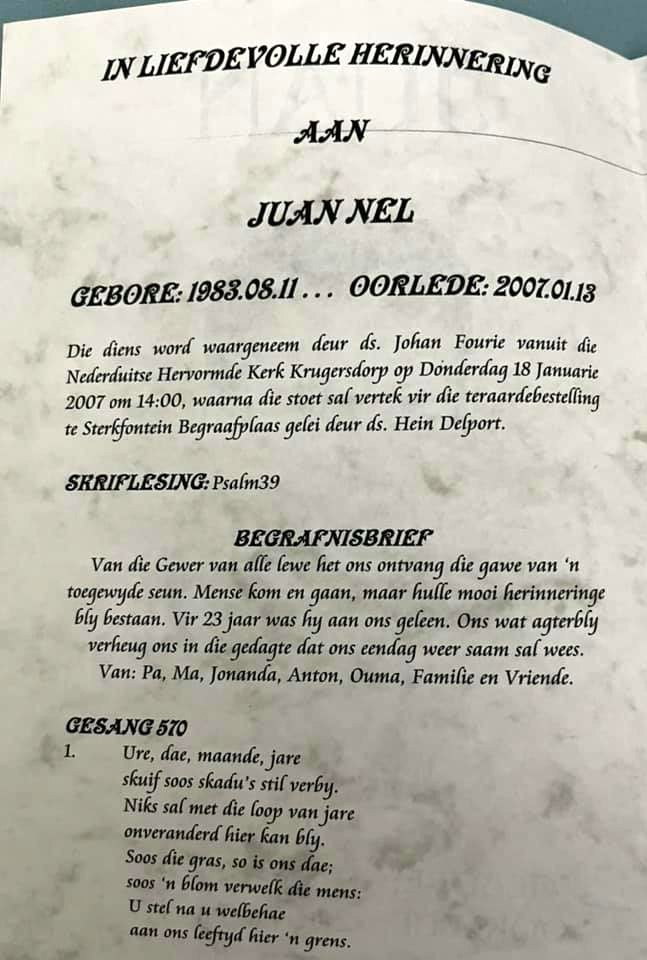 IN LIEFDEVOLLE HERINNERING
AAN
JUAN NEL
GEBORE: 1983.08.11 ... OORLEDE: 2007.01.13
Die diens word waargeneem deur ds. Johan Fourie vanuit die
Nederduitse Hervormde Kerk Krugersdorp op Donderdag 18 Januarie
2007 om 14:00, waarna die stoet sal vertek vir die teraardebestelling
te Sterkfontein Begraafplaas gelei deur ds. Hein Delport.
SKRIFLESING: Psalm39
BEGRAFNISBRIEF
Van die Gewer van alle lewe het ons ontvang die gawe van ‘n
toegewyde seun. Mense kom en gaan, maar hulle mooi herinneringe
bly bestaan. Vir 23 jaar was hy aan ons geleen. Ons wat agterbly
verheug ons in die gedagte dat ons eendag weer saam sal wees.
Van: Pa, Ma, Jonanda, Anton, Ouma, Familie en Vriende.
GESANG 570
1. Ure, dae, maande, jare
skuif soos skadu’s stil verby.
Niks sal met die loop van jare
onveranderd hier kan bly.
Soos die gras, so is ons dae;
soos ‘n blom verwelk die mens:
U stel na u welbehae
aan ons leeftyd hier ‘n grens.